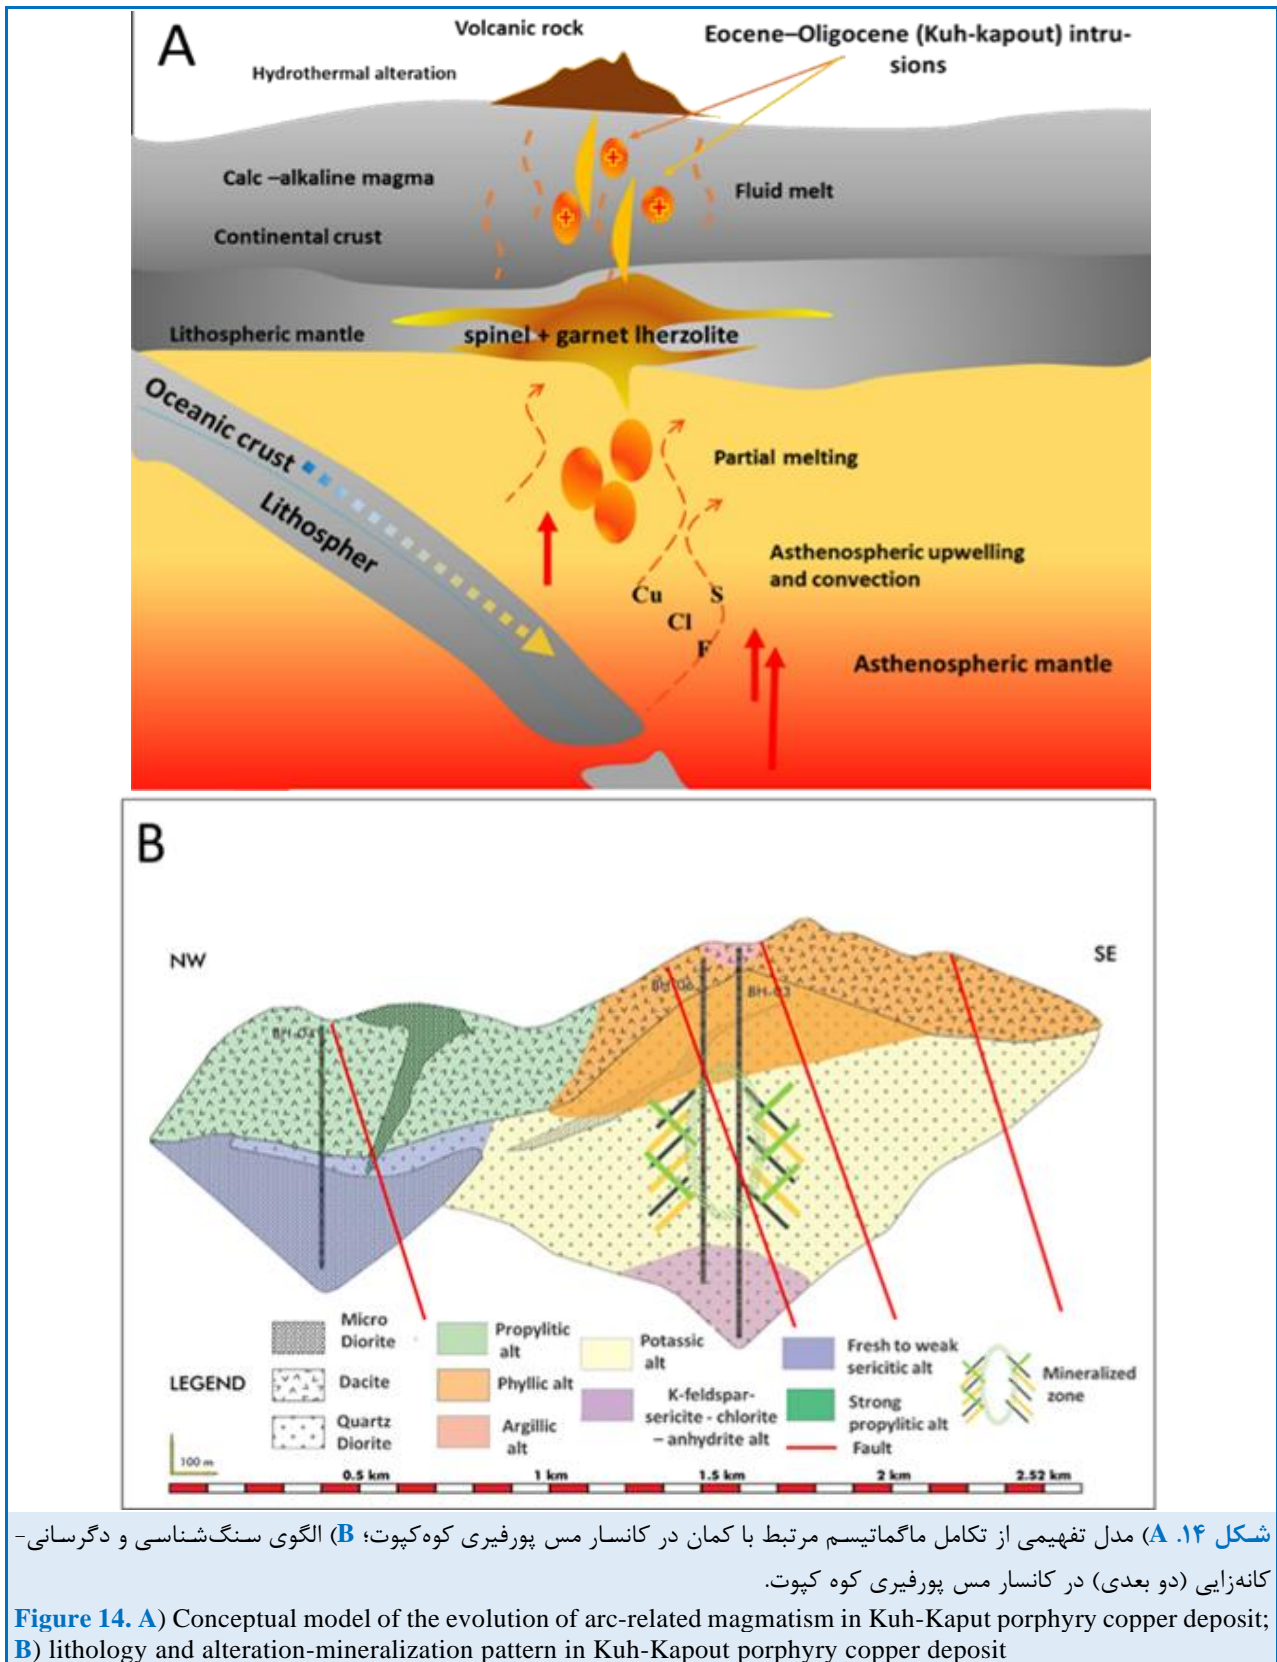 A
Volcanic rock
Eocene–Oligocene (Kuh-kapout) intru-
sions
Hydrothermal alteration
Calc –alkaline magma
Fluid melt
Continental crust
Lithospheric mantle
spinel + garnet lherzolite
Oceanic crust
Lithospher
Partial melting
Asthenospheric upwelling
and convection
Cu
S
Cl
F
Asthenospheric mantle
B
NW
SE
BH-04
BH-06
BH-03
LEGEND
Micro
Diorite
Dacite
Quartz
Diorite
Propylitic
alt
Phyllic alt
Argillic
alt
Potassic
alt
K-feldspar-
sericite - chlorite
– anhydrite alt
Fresh to weak
sericitic alt
Strong
propylitic alt
Fault
Mineralized
zone
100 m
0.5 km
1 km
1.5 km
2 km
2.52 km
شکل ۱۴. A) مدل تفهیمی از تکامل ماگماتیسم مرتبط با کمان در کانسار مس پورفیری کوه‌کپوت؛ B) الگوی سنگ‌شناسی و دگرسانی-
کانه‌زایی (دو بعدی) در کانسار مس پورفیری کوه کپوت.
Figure 14. A) Conceptual model of the evolution of arc-related magmatism in Kuh-Kaput porphyry copper deposit;
B) lithology and alteration-mineralization pattern in Kuh-Kapout porphyry copper deposit